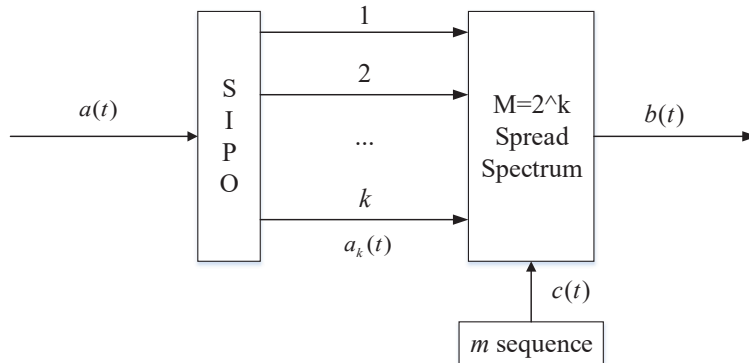 a(t)
S
I
P
O
1
2
...
k
a_k(t)
M=2^k
Spread
Spectrum
b(t)
c(t)
m sequence